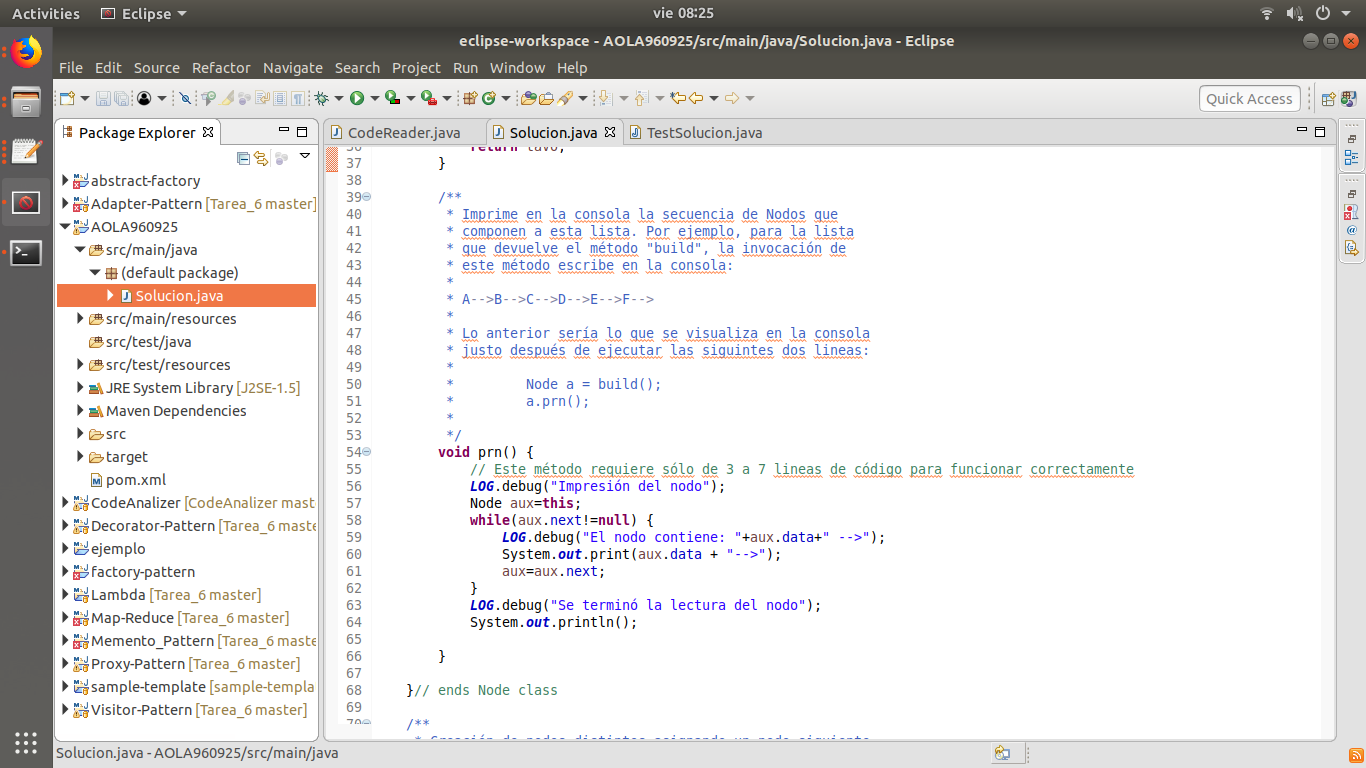 Activities Eclipse vie 08:25
eclipse-workspace - AOLA960925/src/main/java/Solucion.java - Eclipse
File Edit Source Refactor Navigate Search Project Run Window Help
Quick Access
Package Explorer
abstract-factory
Adapter-Pattern [Tarea_6 master]
AOLA960925
src/main/java
(default package)
Solucion.java
src/main/resources
src/test/java
src/test/resources
JRE System Library [J2SE-1.5]
Maven Dependencies
src
target
pom.xml
CodeAnalizer [CodeAnalizer mast
Decorator-Pattern [Tarea_6 maste
ejemplo
factory-pattern
Lambda [Tarea_6 master]
Map-Reduce [Tarea_6 master]
Memento_Pattern [Tarea_6 maste
Proxy-Pattern [Tarea_6 master]
sample-template [sample-templa
Visitor-Pattern [Tarea_6 master]
CodeReader.java Solucion.java TestSolucion.java
36 return
37 }
38
39 /**
40 * Imprime en la consola la secuencia de Nodos que
41 * componen a esta lista. Por ejemplo, para la lista
42 * que devuelve el método "build", la invocación de
43 * este método escribe en la consola:
44 *
45 * A-->B-->C-->D-->E-->F-->
46 *
47 * Lo anterior sería lo que se visualiza en la consola
48 * justo después de ejecutar las siguintes dos lineas:
49 *
50 * Node a = build();
51 * a.prn();
52 *
53 */
54 void prn() {
55 // Este método requiere sólo de 3 a 7 lineas de código para funcionar correctamente
56 LOG.debug("Impresión del nodo");
57 Node aux=this;
58 while(aux.next!=null) {
59 LOG.debug("El nodo contiene: "+aux.data+" -->");
60 System.out.print(aux.data + "-->");
61 aux=aux.next;
62 }
63 LOG.debug("Se terminó la lectura del nodo");
64 System.out.println();
65
66 }
67
68 }// ends Node class
69
70 /**
* Creación de nodos distintos asignando un nodo siguiente
Solucion.java - AOLA960925/src/main/java